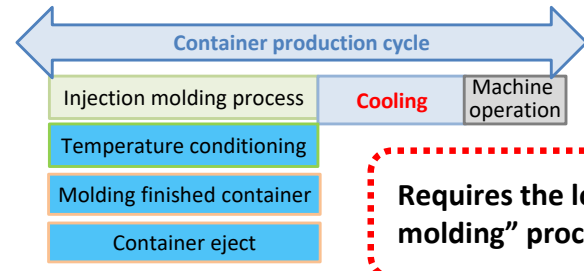 Container production cycle
Injection molding process
Cooling
Machine
operation
Temperature conditioning
Molding finished container
Container eject
Requires the
molding” proc